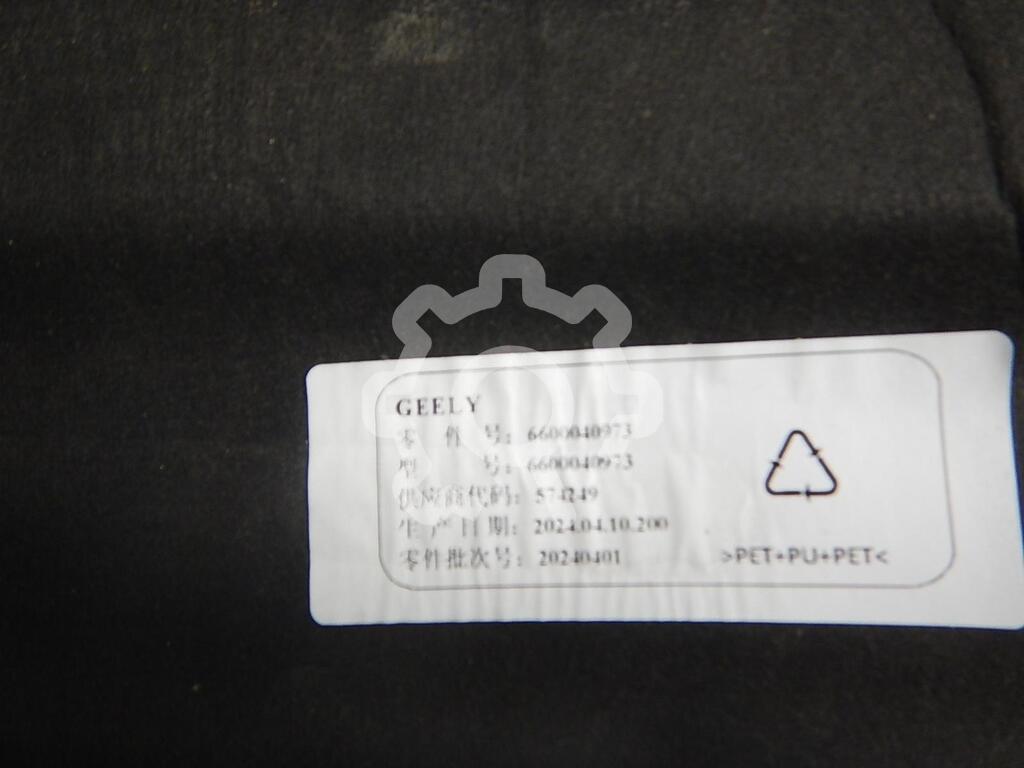 GEELY
零 件 号: 6600040973
型 号: 6600040973
供应商代码: 574249
生产日期: 2024.04.10.200
零件批次号: 20240401
>PET+PU+PET<